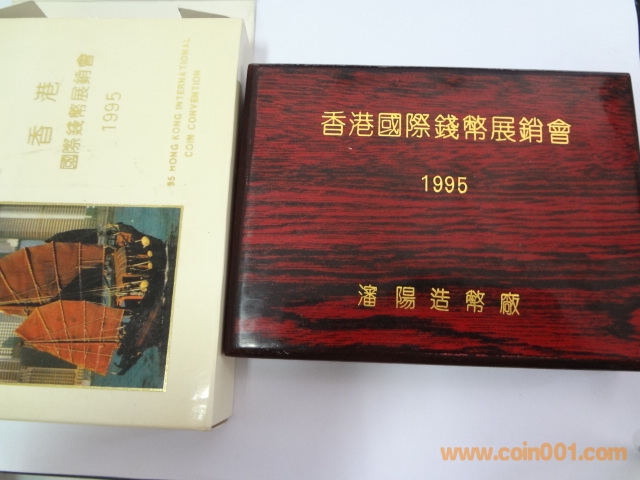 香港
國際錢幣展銷會
1995
95 HONG KONG INTERNATIONAL
COIN CONVENTION
香港國際錢幣展銷會
1995
瀋陽造幣廠
www.coin001.com